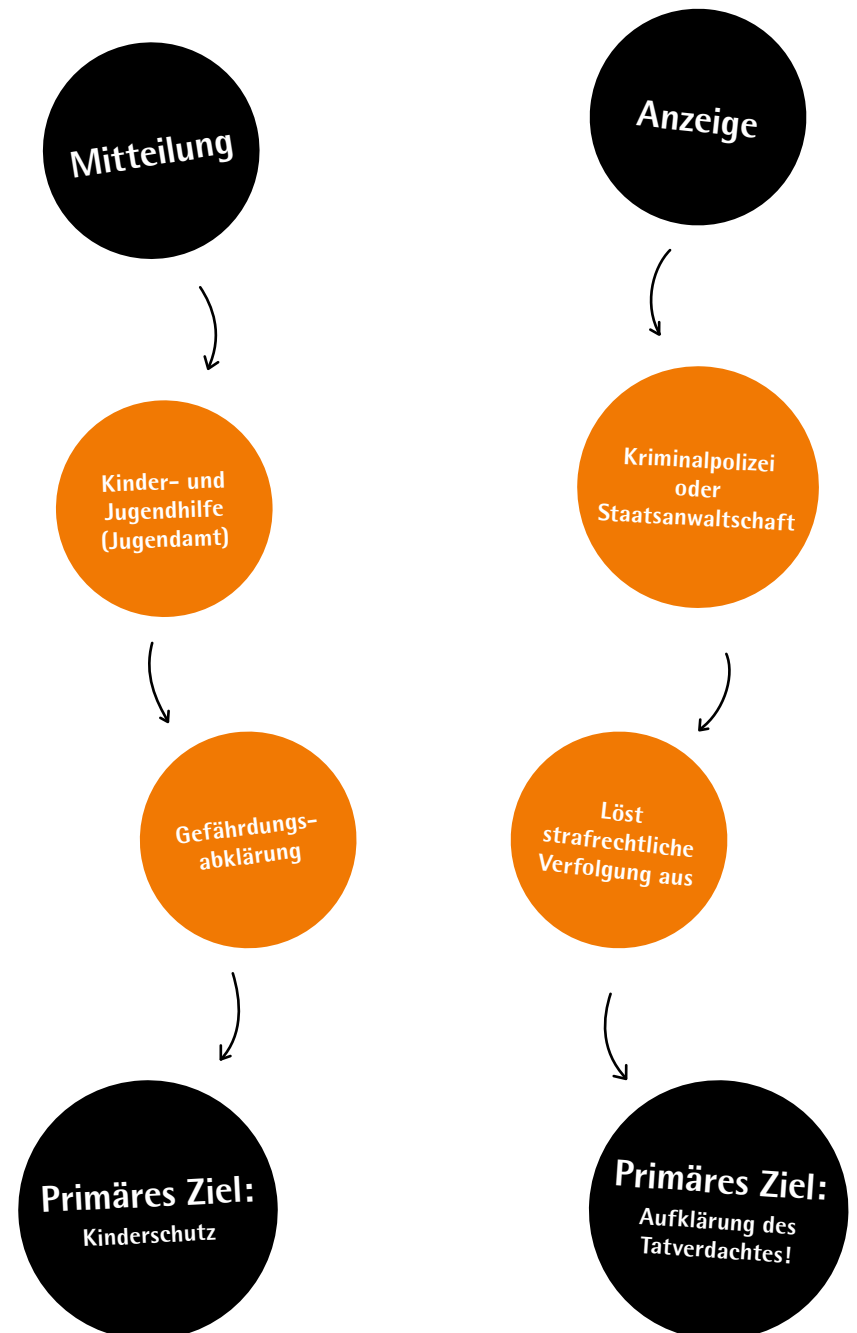 Mitteilung
Kinder- und
Jugendhilfe
(Jugendamt)
Gefährdungs-
abklärung
Primäres Ziel:
Kinderschutz
Anzeige
Kriminalpolizei
oder
Staatsanwaltschaft
Löst
strafrechtliche
Verfolgung aus
Primäres Ziel:
Aufklärung des
Tatverdachtes!